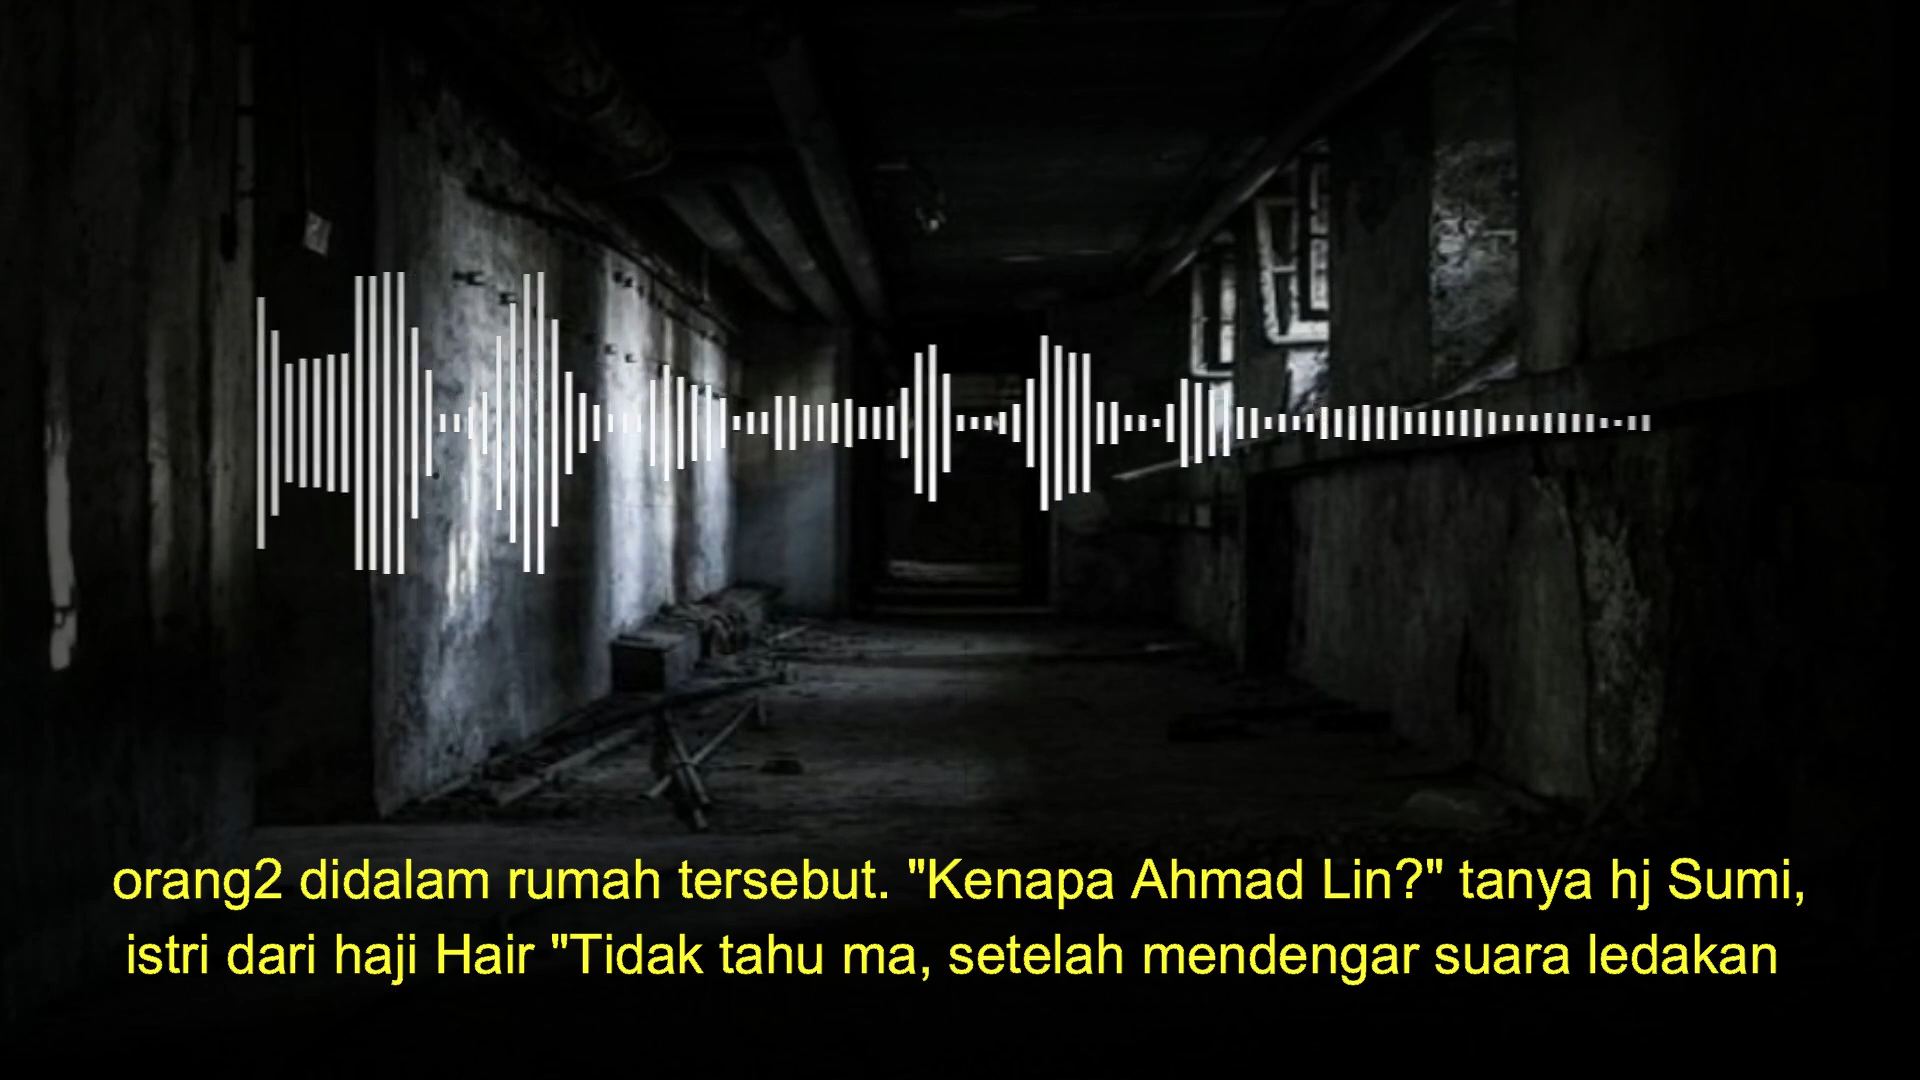 orang2 didalam rumah tersebut. "Kenapa Ahmad Lin?" tanya hj Sumi,
istri dari haji Hair "Tidak tahu ma, setelah mendengar suara ledakan